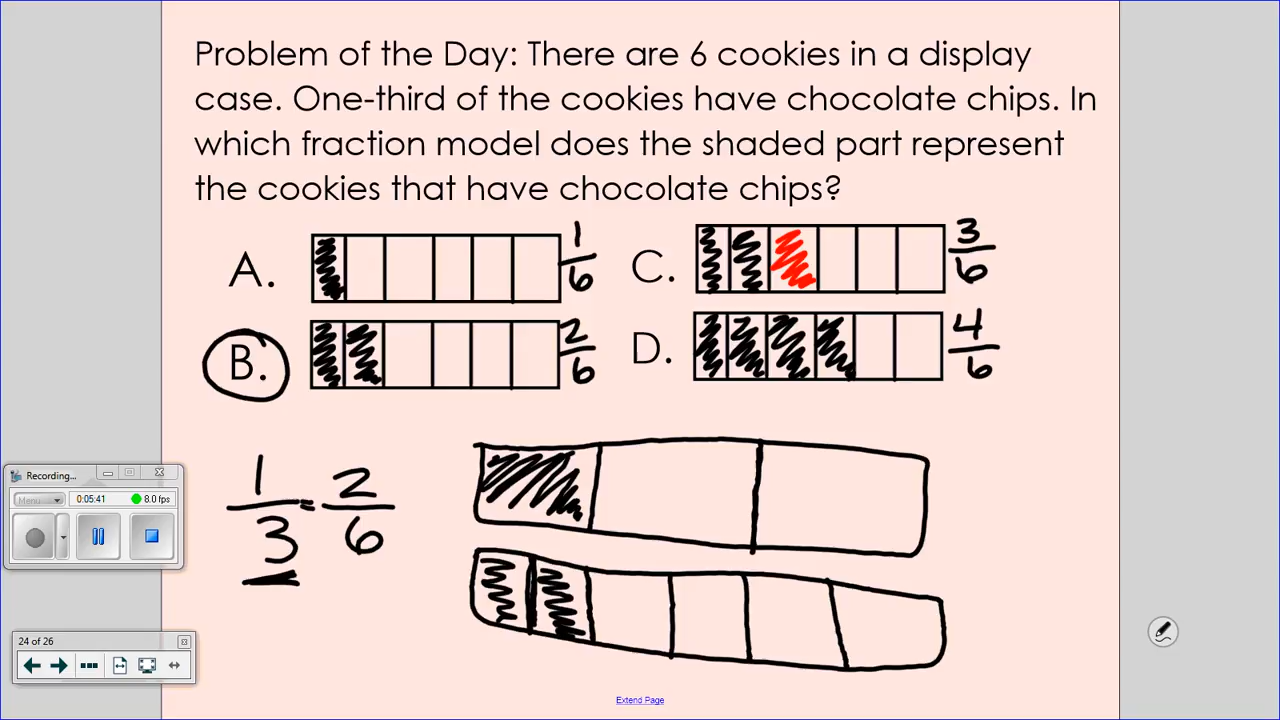 Problem of the Day: There are 6 cookies in a display
case. One-third of the cookies have chocolate chips. In
which fraction model does the shaded part represent
the cookies that have chocolate chips?
A. 1/6
C. 3/6
B. 2/6
D. 4/6
1/3 = 2/6
Recording...
Menu 0:05:41 8.0 fps
24 of 26
Extend Page